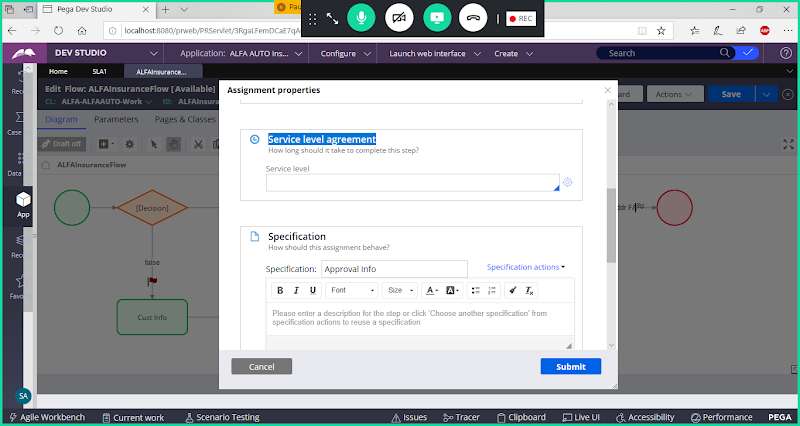 Pega Dev Studio
Pau
REC
localhost:8080/prweb/PRServlet/3RgaLFemDCaE7qA
ABP
DEV STUDIO
Application: ALFA AUTO Ins...
Configure
Launch web interface
Create
Search
Home
SLA1
ALFAInsurance...
Edit Flow: ALFAInsuranceFlow [Available]
CL: ALFA-ALFAAUTO-Work
ID: ALFAInsu
Actions
Save
Diagram
Parameters
Pages & Classes
Draft off
ALFAInsuranceFlow
[Decision]
false
Cust Info
Reco
Case
Data
App
Reco
Favo
SA
Assignment properties
Service level agreement
How long should it take to complete this step?
Service level
Specification
How should this assignment behave?
Specification: Approval Info
Specification actions
B I U Font Size A A
Please enter a description for the step or click 'Choose another specification' from
specification actions to reuse a specification
Cancel
Submit
Agile Workbench
Current work
Scenario Testing
Issues
Tracer
Clipboard
Live UI
Accessibility
Performance
PEGA